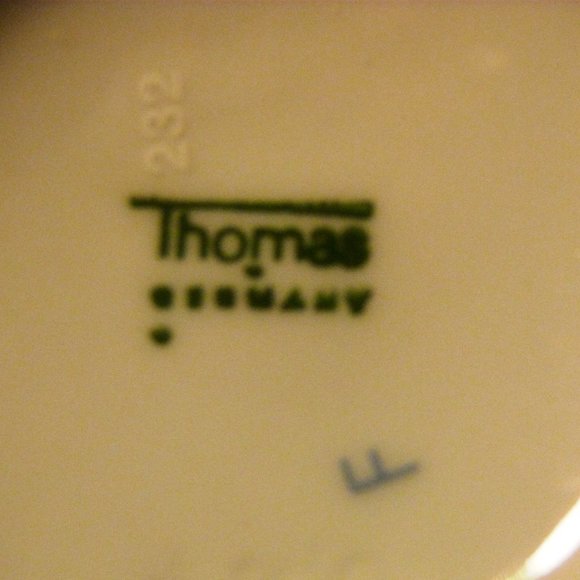 232
Thomas
GERMANY
F